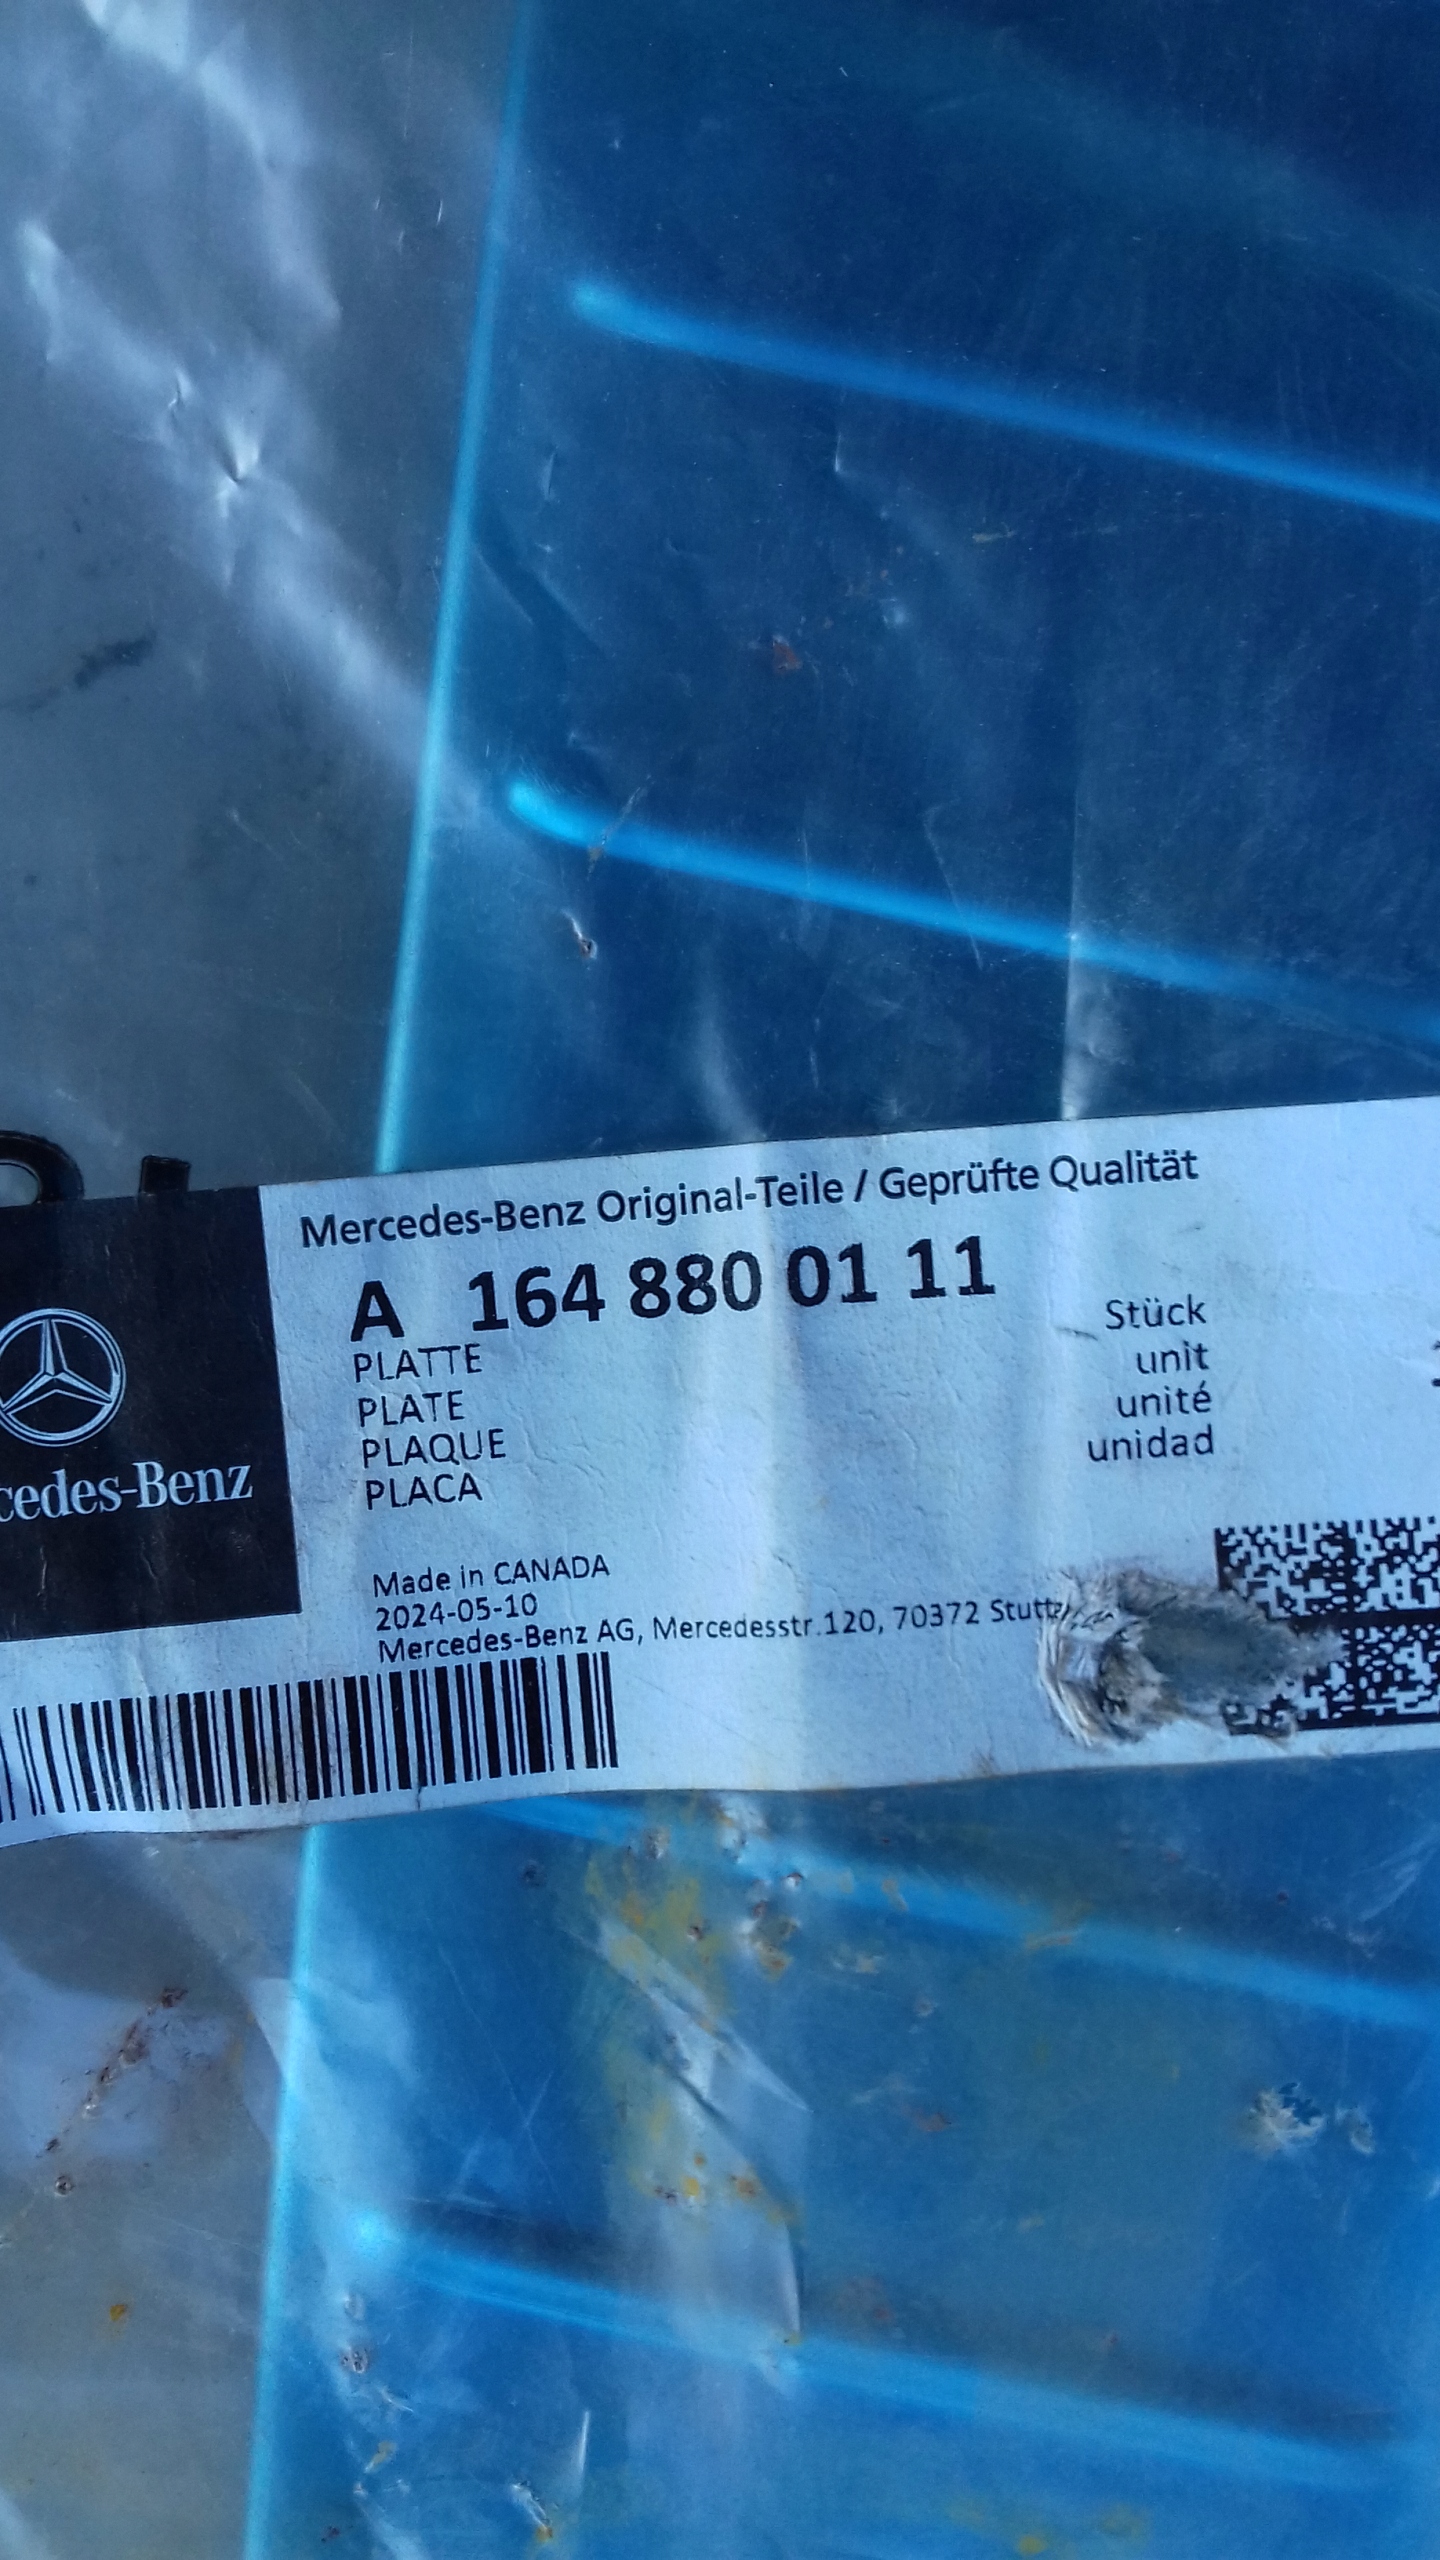 Mercedes-Benz Original-Teile / Geprüfte Qualität
A 164 880 01 11
PLATTE
PLATE
PLAQUE
PLACA
Stück
unit
unité
unidad
cedes-Benz
Made in CANADA
2024-05-10
Mercedes-Benz AG, Mercedesstr.120, 70372 Stutt